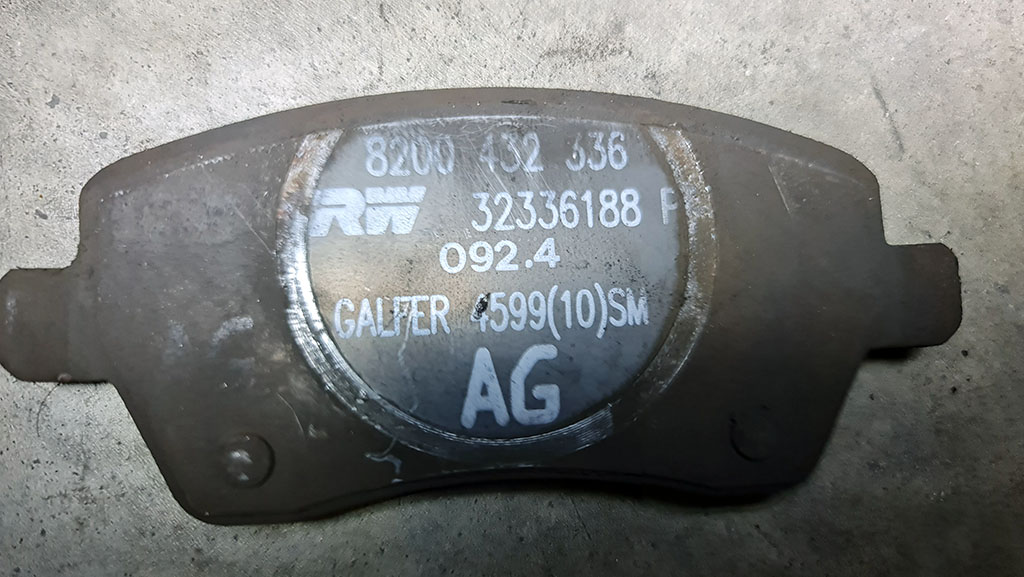 8200 432 336
TRW 32336188 P
092.4
GALFER 4599(10)SM
AG